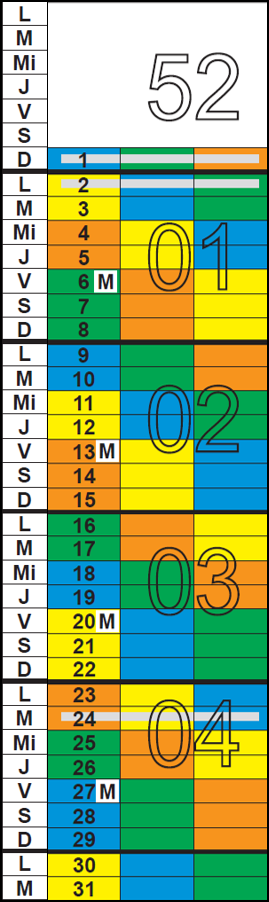 L
M
Mi
J
V
S
52
D 1
L 2
M 3
Mi 4
J 5
01
V 6 M
S 7
D 8
L 9
M 10
Mi 11
02
J 12
V 13 M
S 14
D 15
L 16
M 17
Mi 18
03
J 19
V 20 M
S 21
D 22
L 23
M 24
04
Mi 25
J 26
V 27 M
S 28
D 29
L 30
M 31